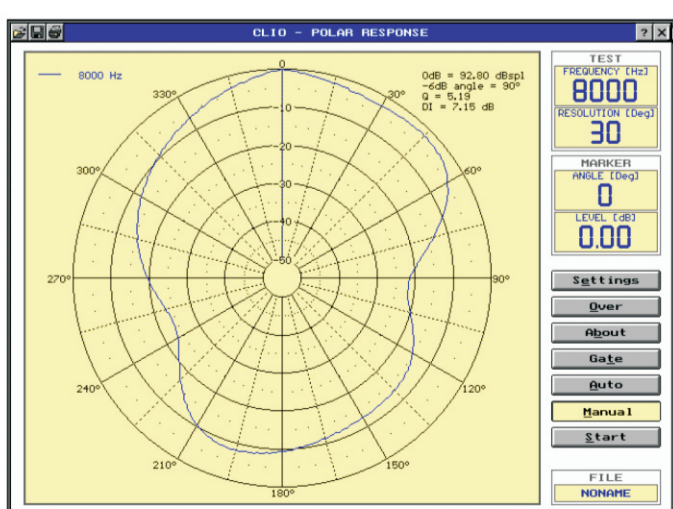 CLIO - POLAR RESPONSE
? X
8000 Hz
0dB = 92.80 dBspl
-6dB angle = 90°
Q = 5.19
DI = 7.15 dB
0
330°
30°
-10
300°
-20
60°
-30
-40
-50
270°
90°
240°
120°
210°
150°
180°
TEST
FREQUENCY [Hz]
8000
RESOLUTION [Deg]
30
MARKER
ANGLE [Deg]
0
LEVEL [dB]
0.00
Settings
Over
About
Gate
Auto
Manual
Start
FILE
NONAME